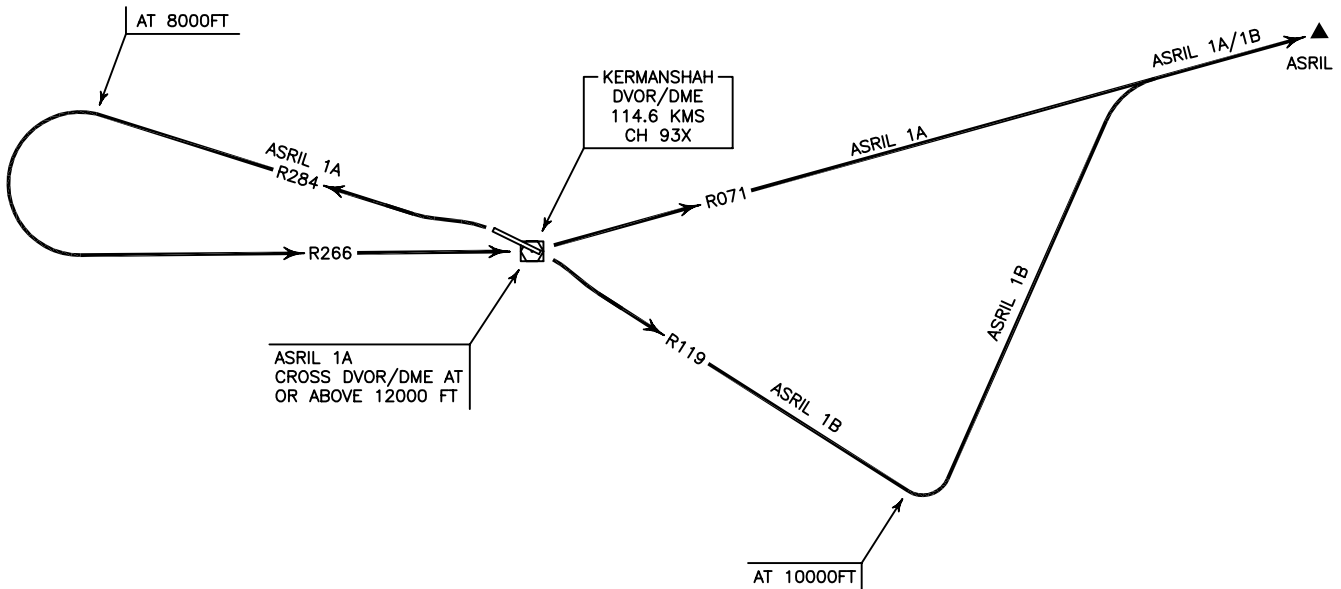 AT 8000FT
ASRIL 1A/1B
ASRIL
KERMANSHAH
DVOR/DME
114.6 KMS
CH 93X
ASRIL 1A
ASRIL 1A
R284
R071
R266
ASRIL 1B
R119
ASRIL 1A
CROSS DVOR/DME AT
OR ABOVE 12000 FT
ASRIL 1B
AT 10000FT